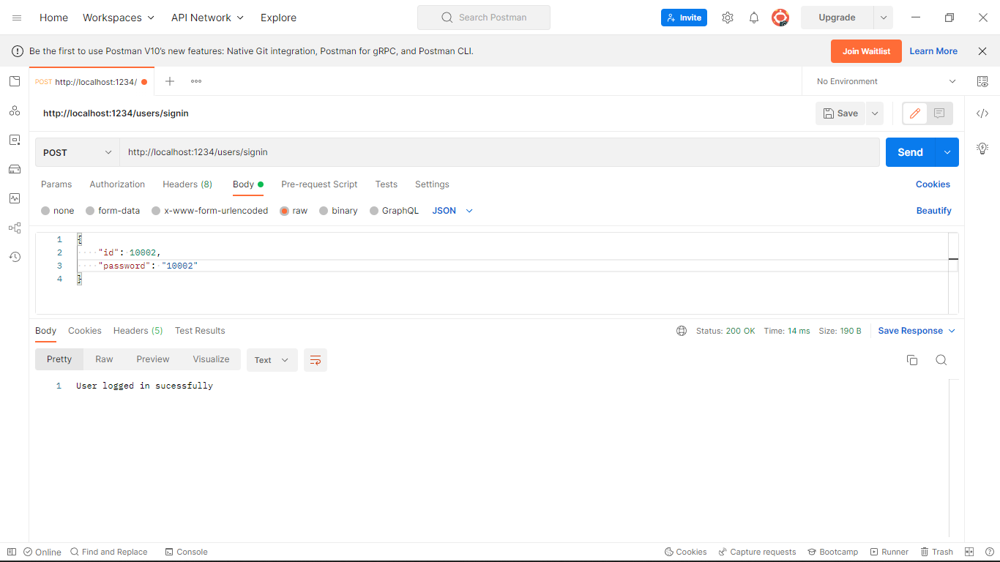 Home Workspaces API Network Explore Search Postman Invite Upgrade
Be the first to use Postman V10's new features: Native Git integration, Postman for gRPC, and Postman CLI. Join Waitlist Learn More
POST http://localhost:1234/ No Environment
http://localhost:1234/users/signin Save
POST http://localhost:1234/users/signin Send
Params Authorization Headers (8) Body Pre-request Script Tests Settings Cookies
none form-data x-www-form-urlencoded raw binary GraphQL JSON Beautify
1 {
2 "id": 10002,
3 "password": "10002"
4 }
Body Cookies Headers (5) Test Results Status: 200 OK Time: 14 ms Size: 190 B Save Response
Pretty Raw Preview Visualize Text
1 User logged in sucessfully
Online Find and Replace Console Cookies Capture requests Bootcamp Runner Trash